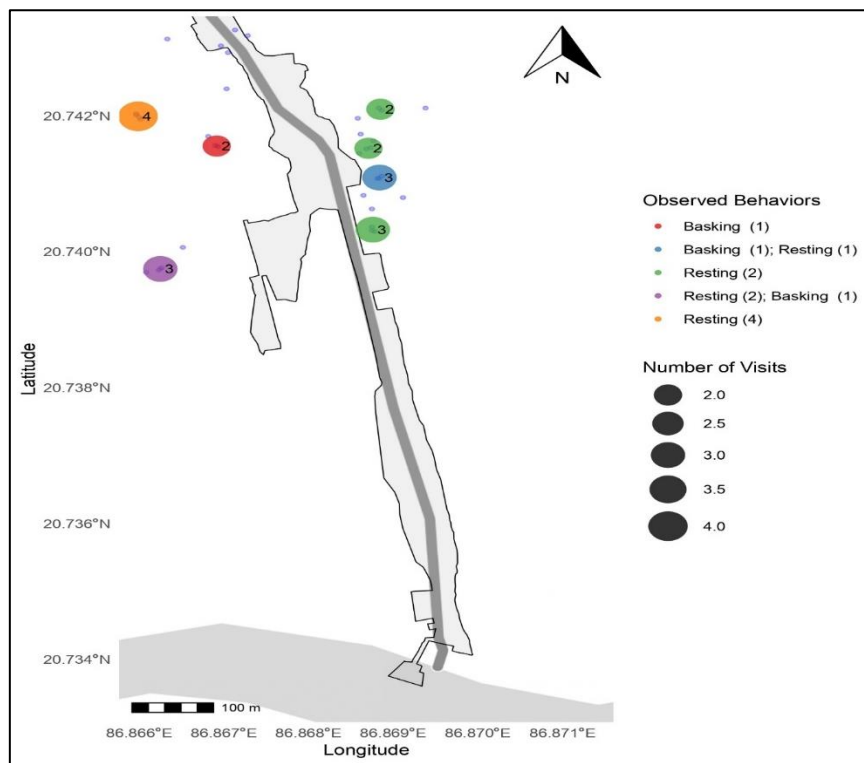 N
20.742°N
20.740°N
20.738°N
20.736°N
20.734°N
Latitude
4
2
3
2
2
3
3
100 m
86.866°E 86.867°E 86.868°E 86.869°E 86.870°E 86.871°E
Longitude
Observed Behaviors
Basking (1)
Basking (1); Resting (1)
Resting (2)
Resting (2); Basking (1)
Resting (4)
Number of Visits
2.0
2.5
3.0
3.5
4.0